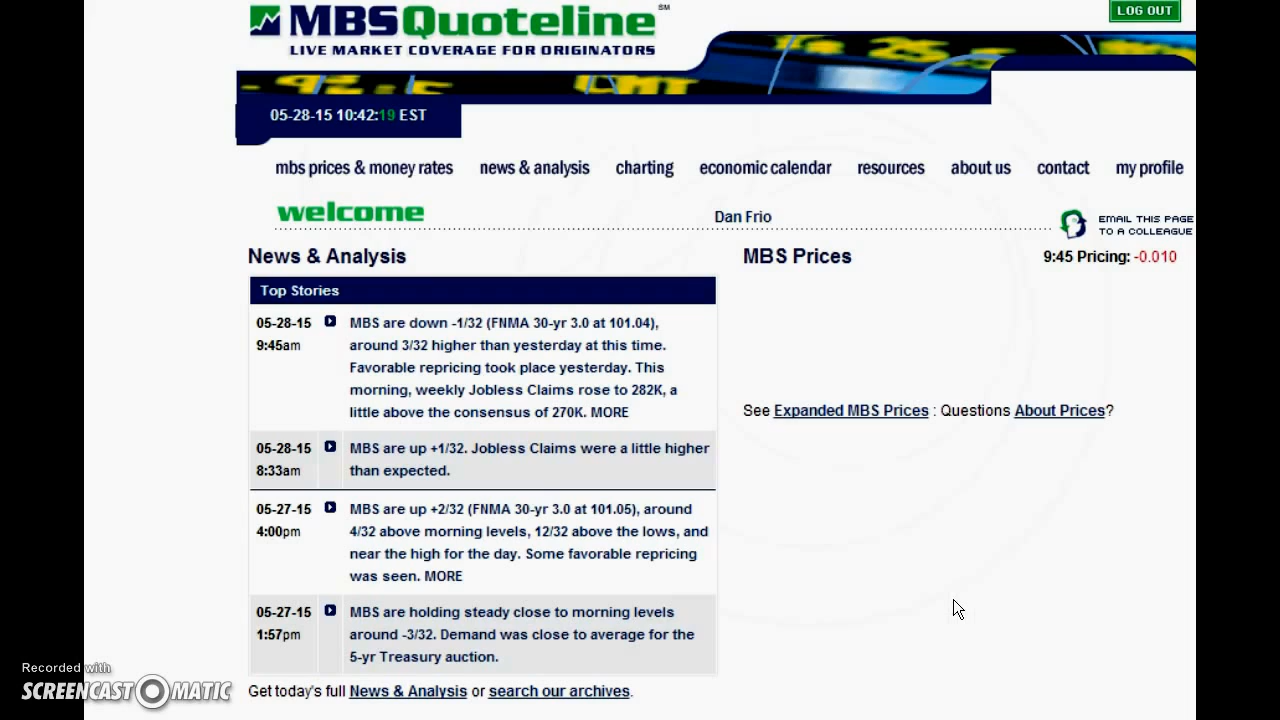 MBSQuoteline SM
LOG OUT
LIVE MARKET COVERAGE FOR ORIGINATORS
05-28-15 10:42:19 EST
mbs prices & money rates news & analysis charting economic calendar resources about us contact my profile
welcome
Dan Frio
EMAIL THIS PAGE
TO A COLLEAGUE
News & Analysis
MBS Prices
9:45 Pricing: -0.010
Top Stories
05-28-15
9:45am
MBS are down -1/32 (FNMA 30-yr 3.0 at 101.04),
around 3/32 higher than yesterday at this time.
Favorable repricing took place yesterday. This
morning, weekly Jobless Claims rose to 282K, a
little above the consensus of 270K. MORE
See Expanded MBS Prices : Questions About Prices?
05-28-15
8:33am
MBS are up +1/32. Jobless Claims were a little higher
than expected.
05-27-15
4:00pm
MBS are up +2/32 (FNMA 30-yr 3.0 at 101.05), around
4/32 above morning levels, 12/32 above the lows, and
near the high for the day. Some favorable repricing
was seen. MORE
05-27-15
1:57pm
MBS are holding steady close to morning levels
around -3/32. Demand was close to average for the
5-yr Treasury auction.
Get today's full News & Analysis or search our archives.
Recorded with
SCREENCAST-O-MATIC